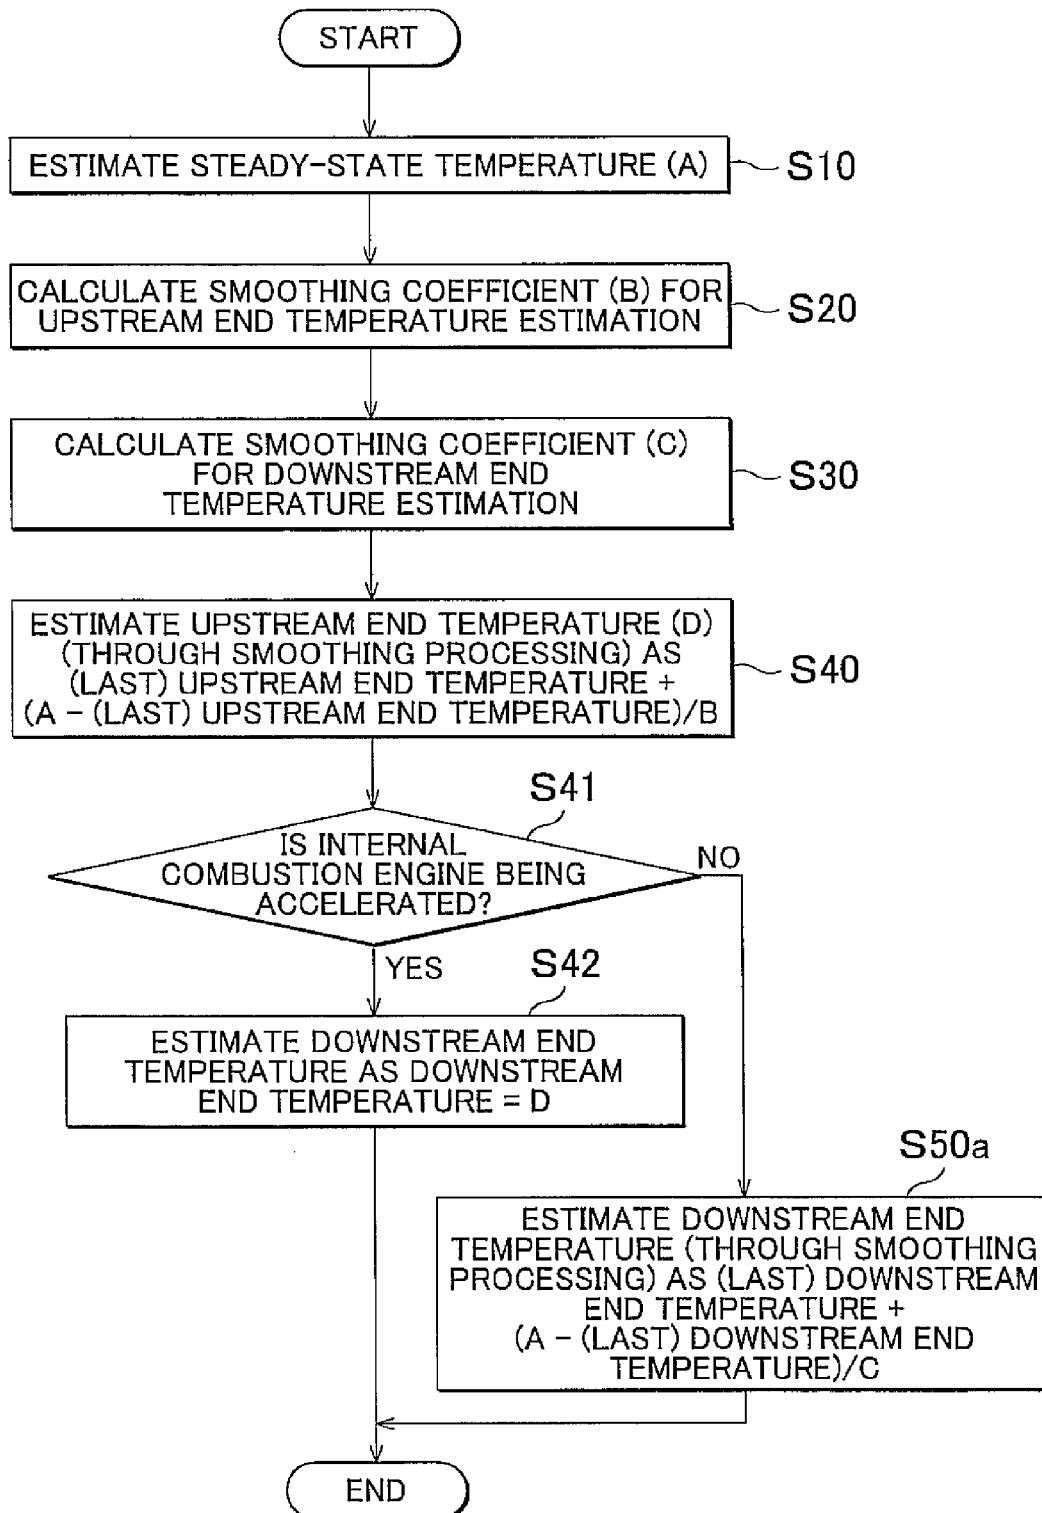 START
ESTIMATE STEADY-STATE TEMPERATURE (A)
S10
CALCULATE SMOOTHING COEFFICIENT (B) FOR
UPSTREAM END TEMPERATURE ESTIMATION
S20
CALCULATE SMOOTHING COEFFICIENT (C)
FOR DOWNSTREAM END
TEMPERATURE ESTIMATION
S30
ESTIMATE UPSTREAM END TEMPERATURE (D)
(THROUGH SMOOTHING PROCESSING) AS
(LAST) UPSTREAM END TEMPERATURE +
(A – (LAST) UPSTREAM END TEMPERATURE)/B
S40
S41
IS INTERNAL
COMBUSTION ENGINE BEING
ACCELERATED?
NO
YES
S42
ESTIMATE DOWNSTREAM END
TEMPERATURE AS DOWNSTREAM
END TEMPERATURE = D
S50a
ESTIMATE DOWNSTREAM END
TEMPERATURE (THROUGH SMOOTHING
PROCESSING) AS (LAST) DOWNSTREAM
END TEMPERATURE +
(A – (LAST) DOWNSTREAM END
TEMPERATURE)/C
END